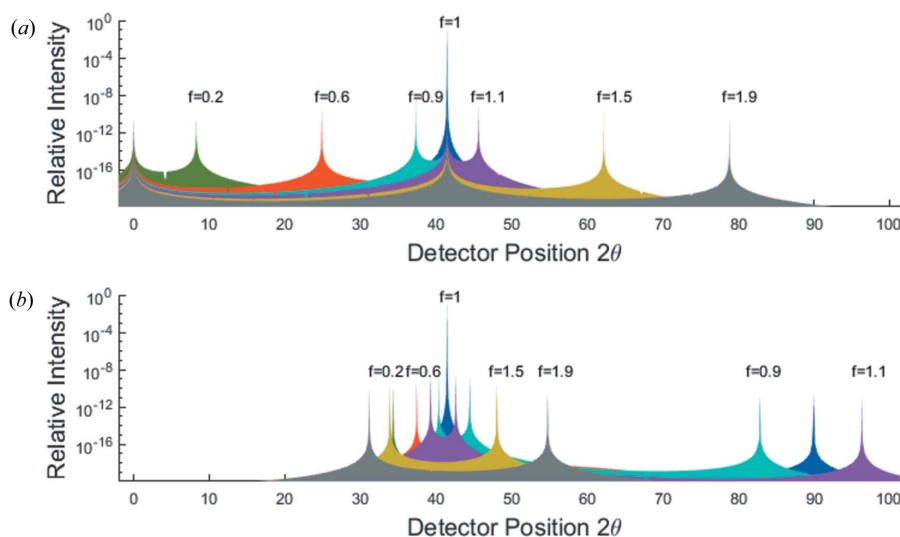 (a)
Relative Intensity
10^0
10^-4
10^-8
10^-12
10^-16
f=1
f=0.2 f=0.6 f=0.9 f=1.1 f=1.5 f=1.9
0 10 20 30 40 50 60 70 80 90 100
Detector Position 2θ
(b)
Relative Intensity
10^0
10^-4
10^-8
10^-12
10^-16
f=1
f=0.2 f=0.6 f=1.5 f=1.9 f=0.9 f=1.1
0 10 20 30 40 50 60 70 80 90 100
Detector Position 2θ